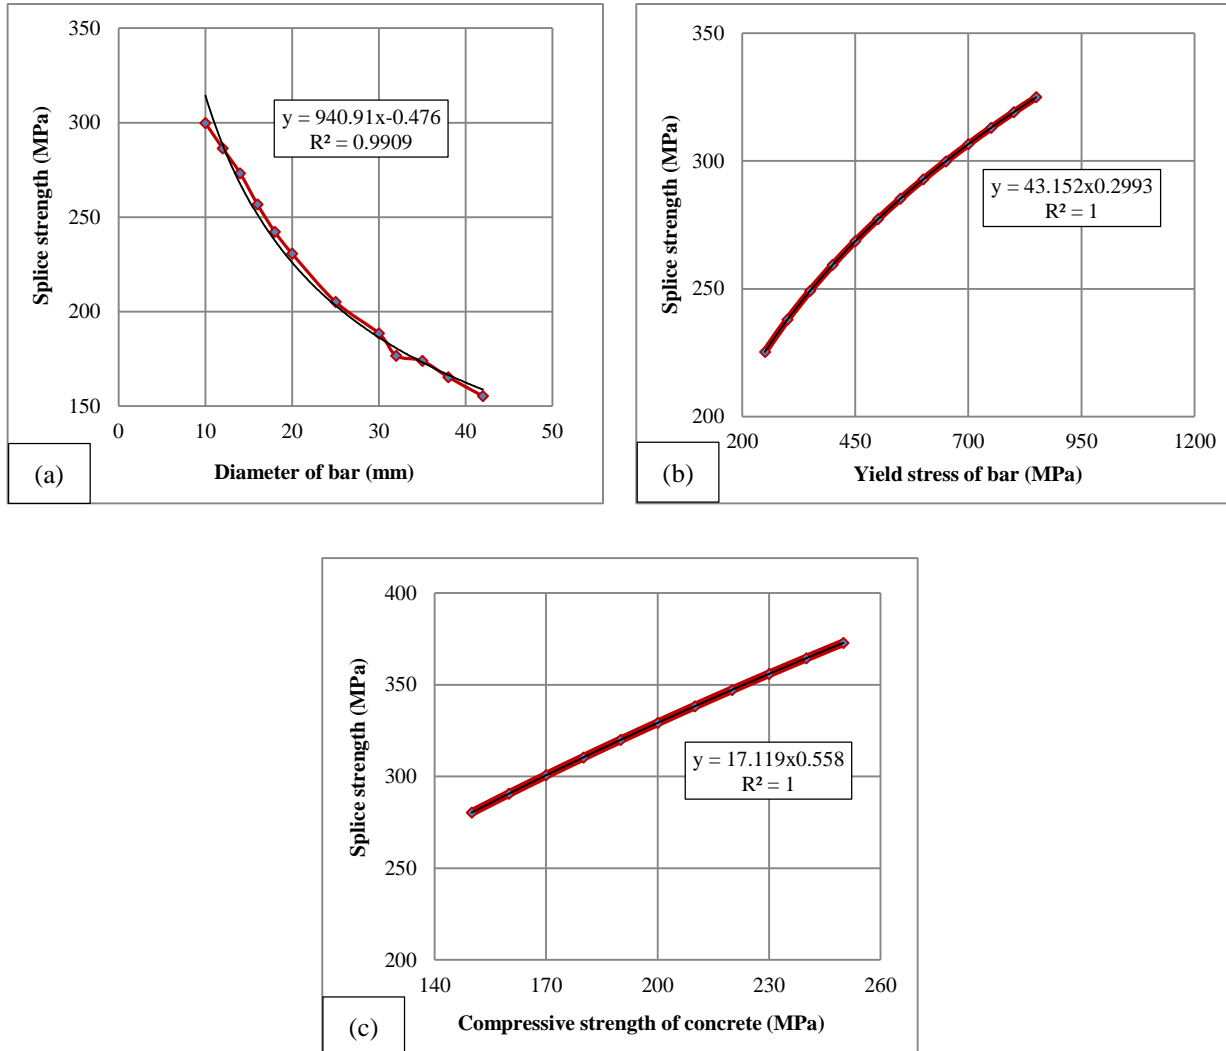 350
300
250
200
150
0
10
20
30
40
50
Splice strength (MPa)
Diameter of bar (mm)
y = 940.91x-0.476
R² = 0.9909
(a)
350
300
250
200
200
450
700
950
1200
Splice strength (MPa)
Yield stress of bar (MPa)
y = 43.152x0.2993
R² = 1
(b)
400
350
300
250
200
140
170
200
230
260
Splice strength (MPa)
Compressive strength of concrete (MPa)
y = 17.119x0.558
R² = 1
(c)